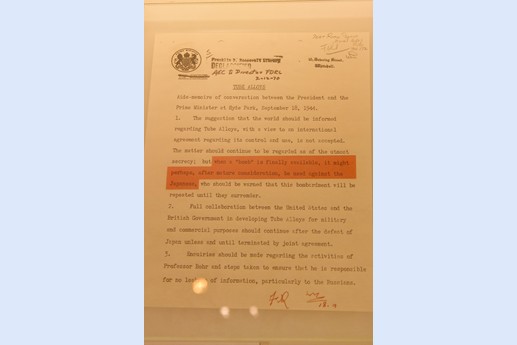 Franklin D. Roosevelt Library
DECLASSIFIED
10, Downing Street,
Whitehall.
TUBE ALLOYS
Aide-memoire of conversation between the President and the
Prime Minister at Hyde Park, September 18, 1944.
1. The suggestion that the world should be informed
regarding Tube Alloys, with a view to an international
agreement regarding its control and use, is not accepted.
The matter should continue to be regarded as of the utmost
secrecy; but when a "bomb" is finally available, it might
perhaps, after mature consideration, be used against the
Japanese, who should be warned that this bombardment will be
repeated until they surrender.
2. Full collaboration between the United States and the
British Government in developing Tube Alloys for military
and commercial purposes should continue after the defeat of
Japan unless and until terminated by joint agreement.
3. Enquiries should be made regarding the activities of
Professor Bohr and steps taken to ensure that he is responsible
for no leakage of information, particularly to the Russians.